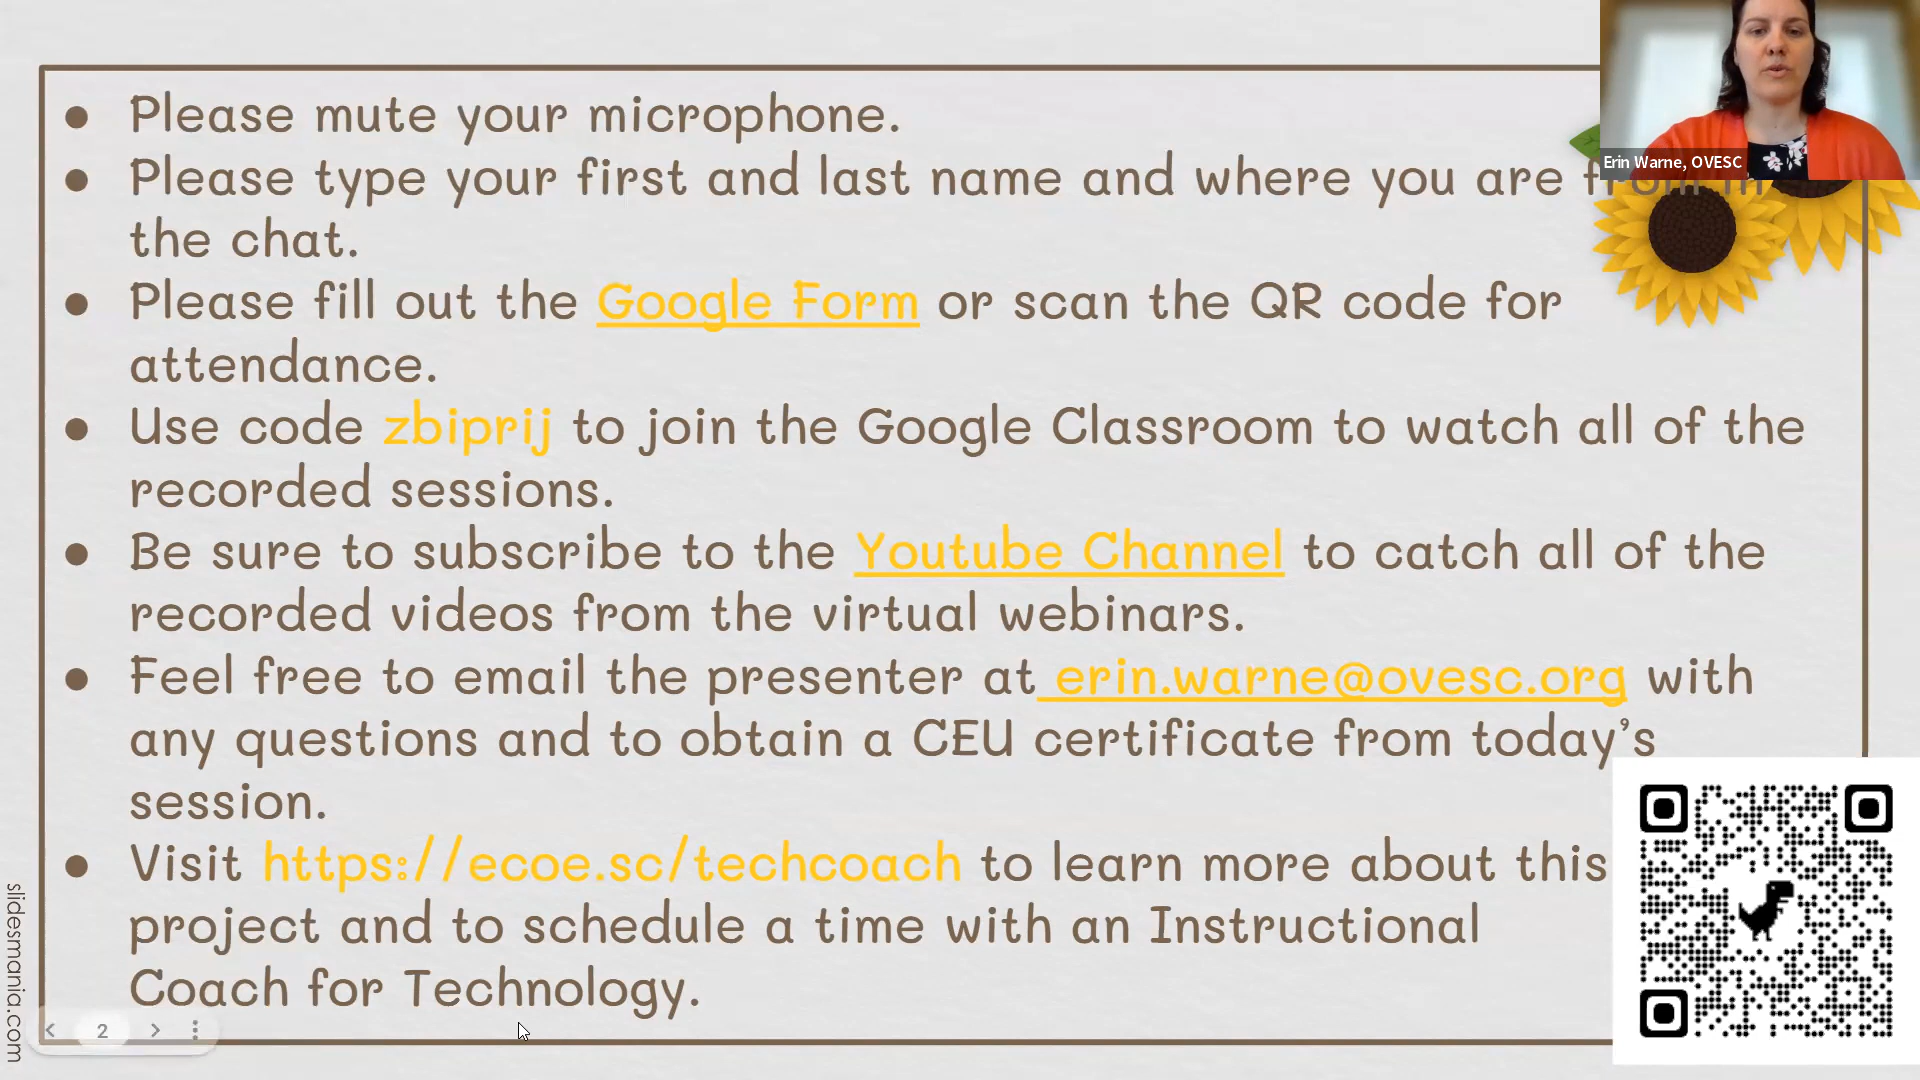 Please mute your microphone.
Please type your first and last name and where you are from in
the chat.
Please fill out the Google Form or scan the QR code for
attendance.
Use code zbiprij to join the Google Classroom to watch all of the
recorded sessions.
Be sure to subscribe to the Youtube Channel to catch all of the
recorded videos from the virtual webinars.
Feel free to email the presenter at erin.warne@ovesc.org with
any questions and to obtain a CEU certificate from today’s
session.
Visit https://ecoe.sc/techcoach to learn more about this
project and to schedule a time with an Instructional
Coach for Technology.
Erin Warne, OVESC
slidesmania.com
2